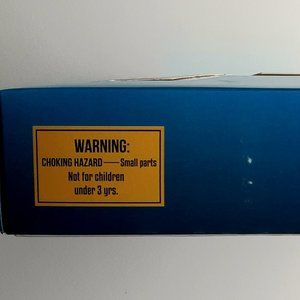 WARNING:
CHOKING HAZARD — Small parts
Not for children
under 3 yrs.